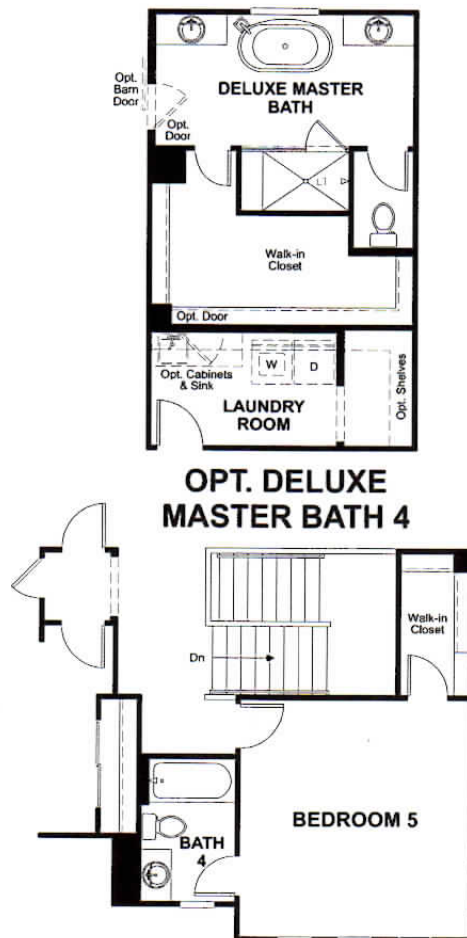 Opt.
Barn
Door
DELUXE MASTER
BATH
Opt.
Door
L1
Walk-in
Closet
Opt. Door
Opt. Cabinets
& Sink
W
D
Opt. Shelves
LAUNDRY
ROOM
OPT. DELUXE
MASTER BATH 4
Dn
Walk-in
Closet
BATH
4
BEDROOM 5